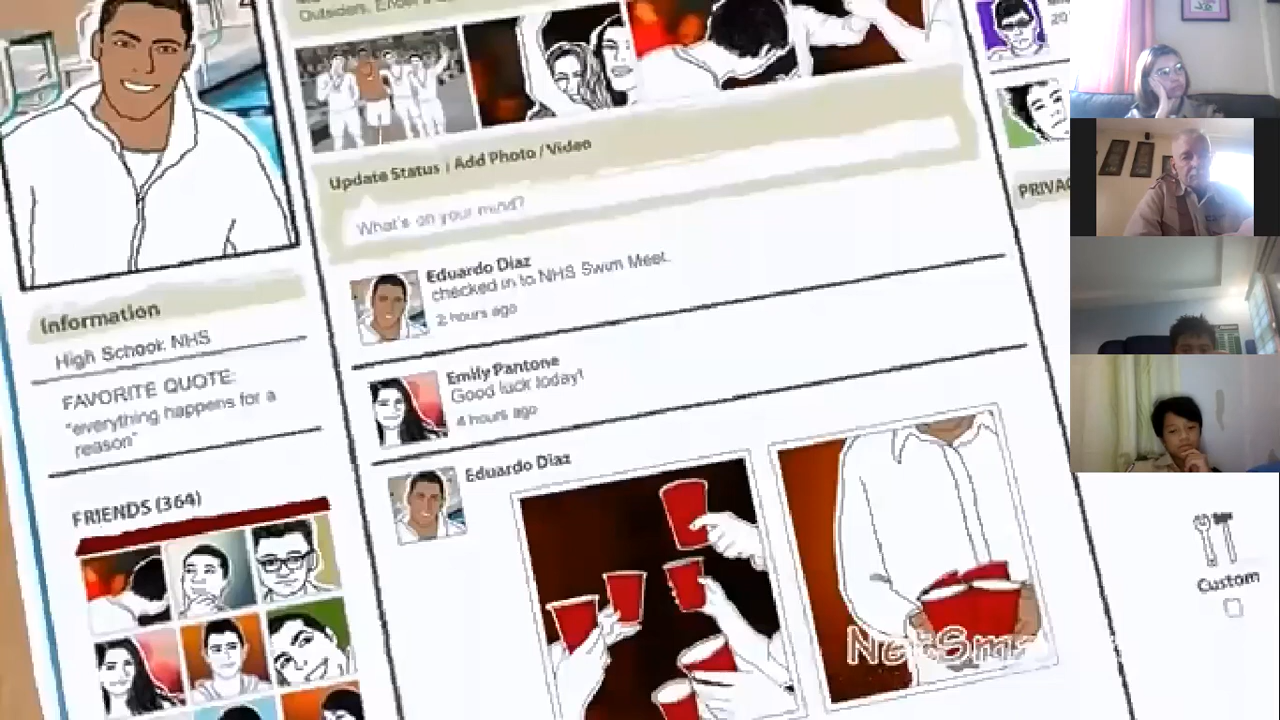 Outsiders, Ender's
Update Status / Add Photo / Video
What's on your mind?
Eduardo Diaz
checked in to NHS Swim Meet.
2 hours ago
Emily Pantone
Good luck today!
4 hours ago
Eduardo Diaz
Information
High School: NHS
FAVORITE QUOTE:
"everything happens for a
reason"
FRIENDS (364)
20
Custom